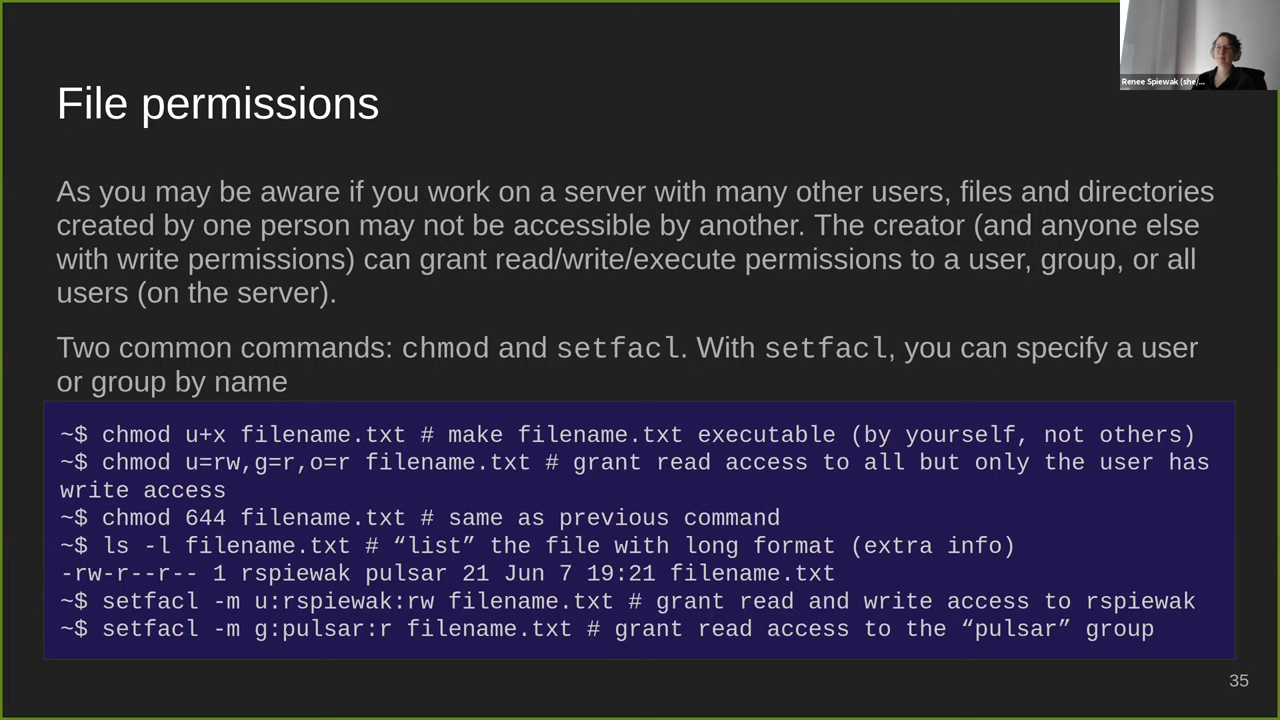 Renee Spiewak (she/...
File permissions
As you may be aware if you work on a server with many other users, files and directories
created by one person may not be accessible by another. The creator (and anyone else
with write permissions) can grant read/write/execute permissions to a user, group, or all
users (on the server).
Two common commands: chmod and setfacl. With setfacl, you can specify a user
or group by name
~$ chmod u+x filename.txt # make filename.txt executable (by yourself, not others)
~$ chmod u=rw,g=r,o=r filename.txt # grant read access to all but only the user has
write access
~$ chmod 644 filename.txt # same as previous command
~$ ls -l filename.txt # “list” the file with long format (extra info)
-rw-r--r-- 1 rspiewak pulsar 21 Jun 7 19:21 filename.txt
~$ setfacl -m u:rspiewak:rw filename.txt # grant read and write access to rspiewak
~$ setfacl -m g:pulsar:r filename.txt # grant read access to the “pulsar” group
35